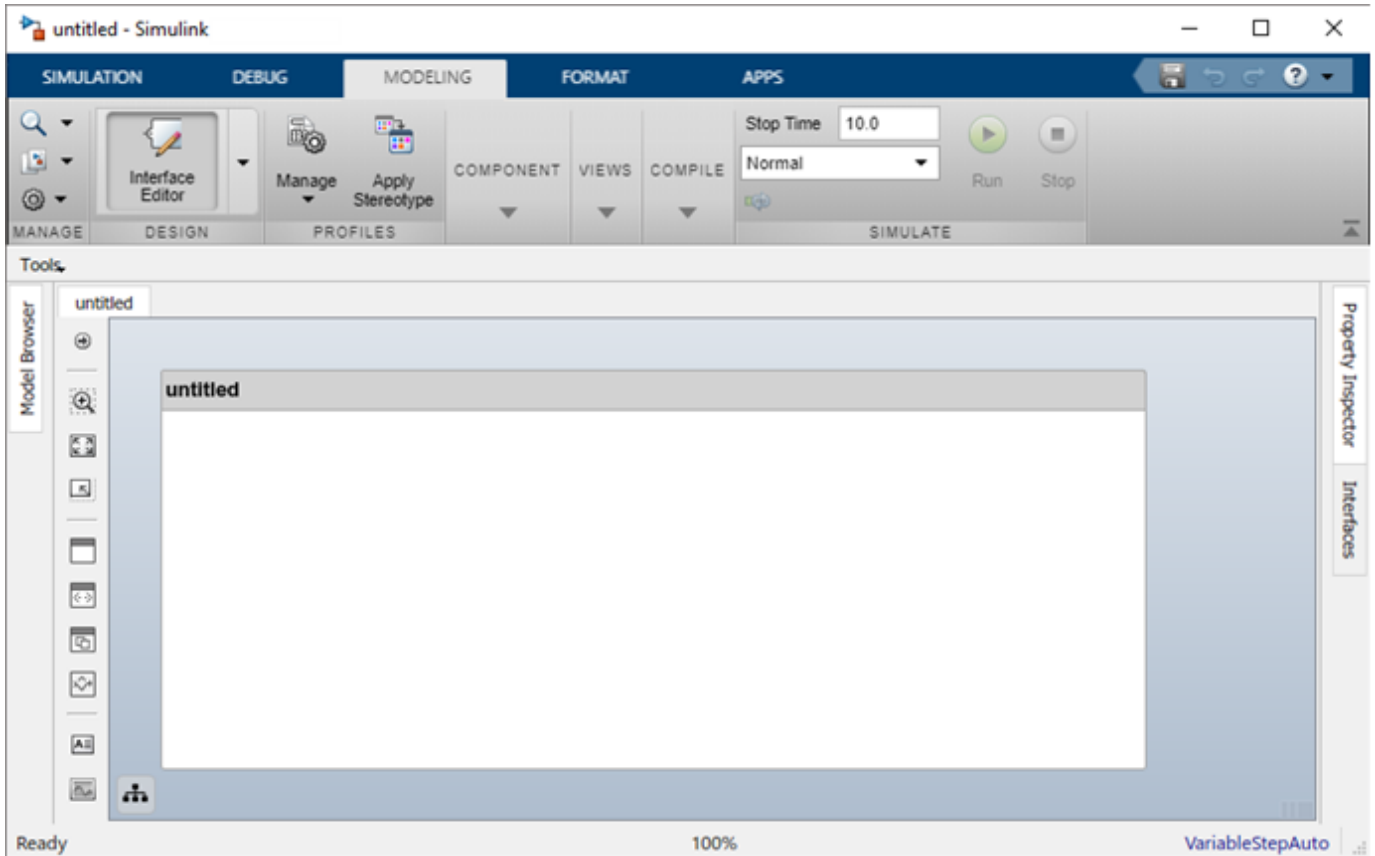 untitled - Simulink
SIMULATION DEBUG MODELING FORMAT APPS
Stop Time 10.0
Interface
Editor
Manage
Apply
Stereotype
COMPONENT VIEWS COMPILE
Normal
Run Stop
MANAGE DESIGN PROFILES SIMULATE
Tools
Model Browser
untitled
untitled
Property Inspector
Interfaces
Ready 100% VariableStepAuto